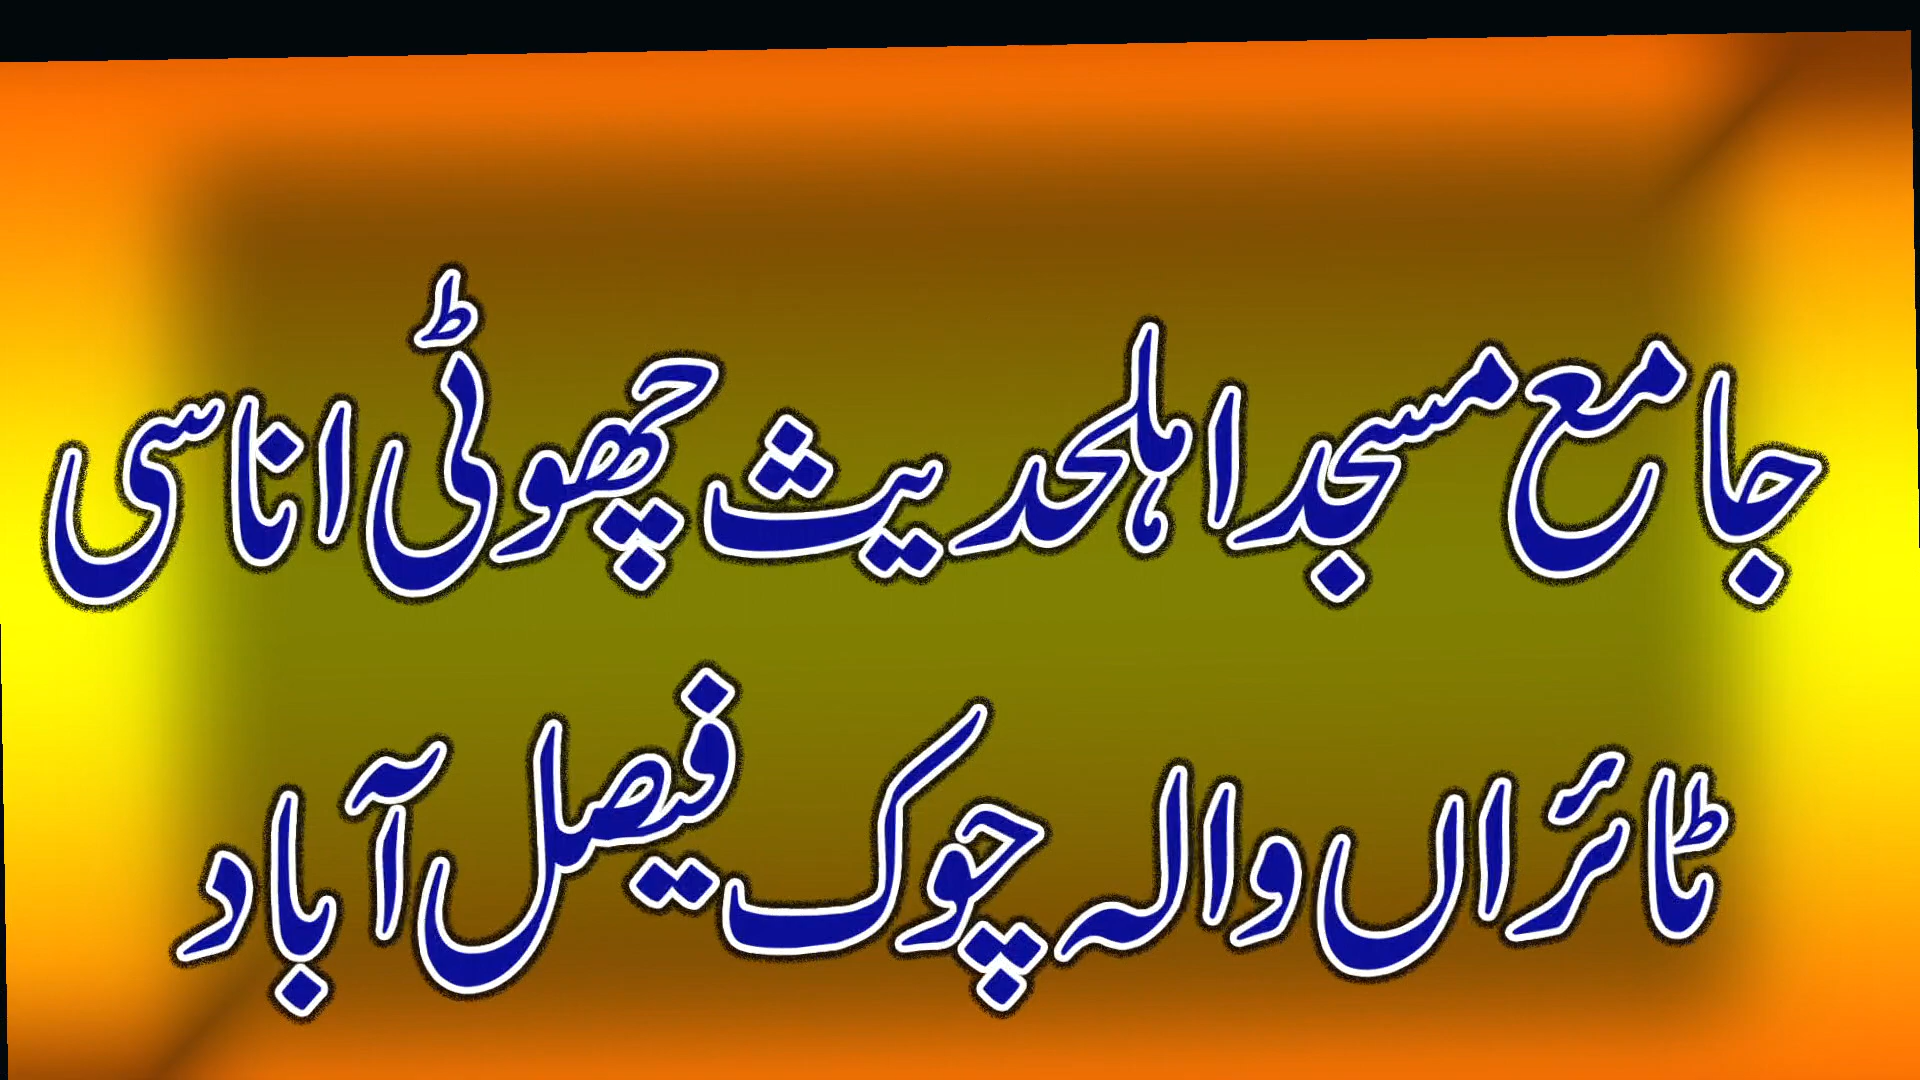 جامع مسجد اہلحدیث چھوٹی اناسی
ٹائراں والہ چوک فیصل آباد